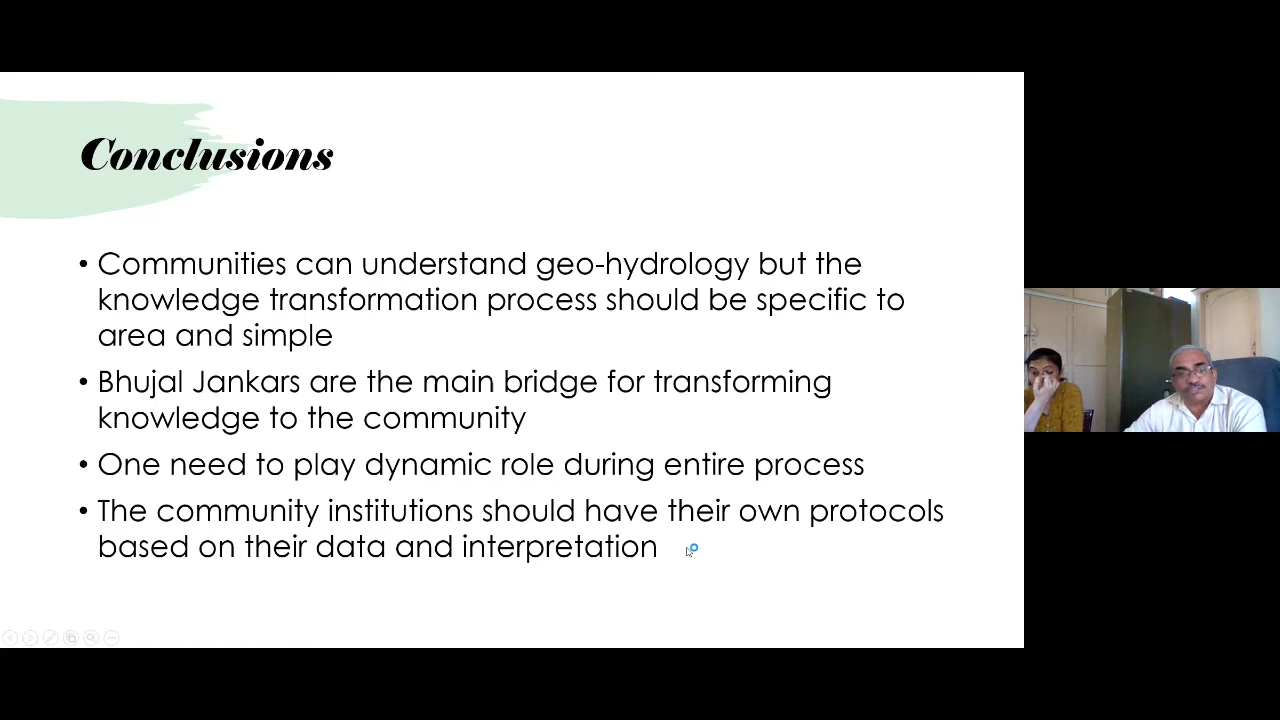 Conclusions
• Communities can understand geo-hydrology but the
knowledge transformation process should be specific to
area and simple
• Bhujal Jankars are the main bridge for transforming
knowledge to the community
• One need to play dynamic role during entire process
• The community institutions should have their own protocols
based on their data and interpretation